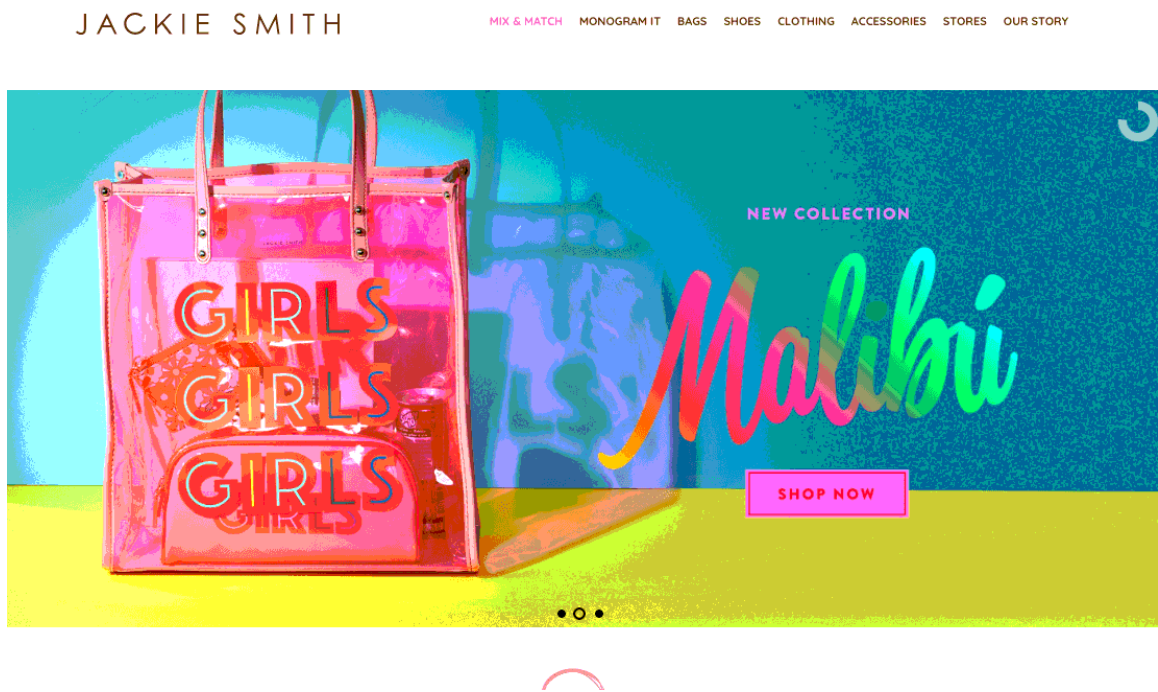 JACKIE SMITH
MIX & MATCH MONOGRAM IT BAGS SHOES CLOTHING ACCESSORIES STORES OUR STORY
NEW COLLECTION
Malibú
SHOP NOW
GIRLS
GIRLS
GIRLS
GIRLS